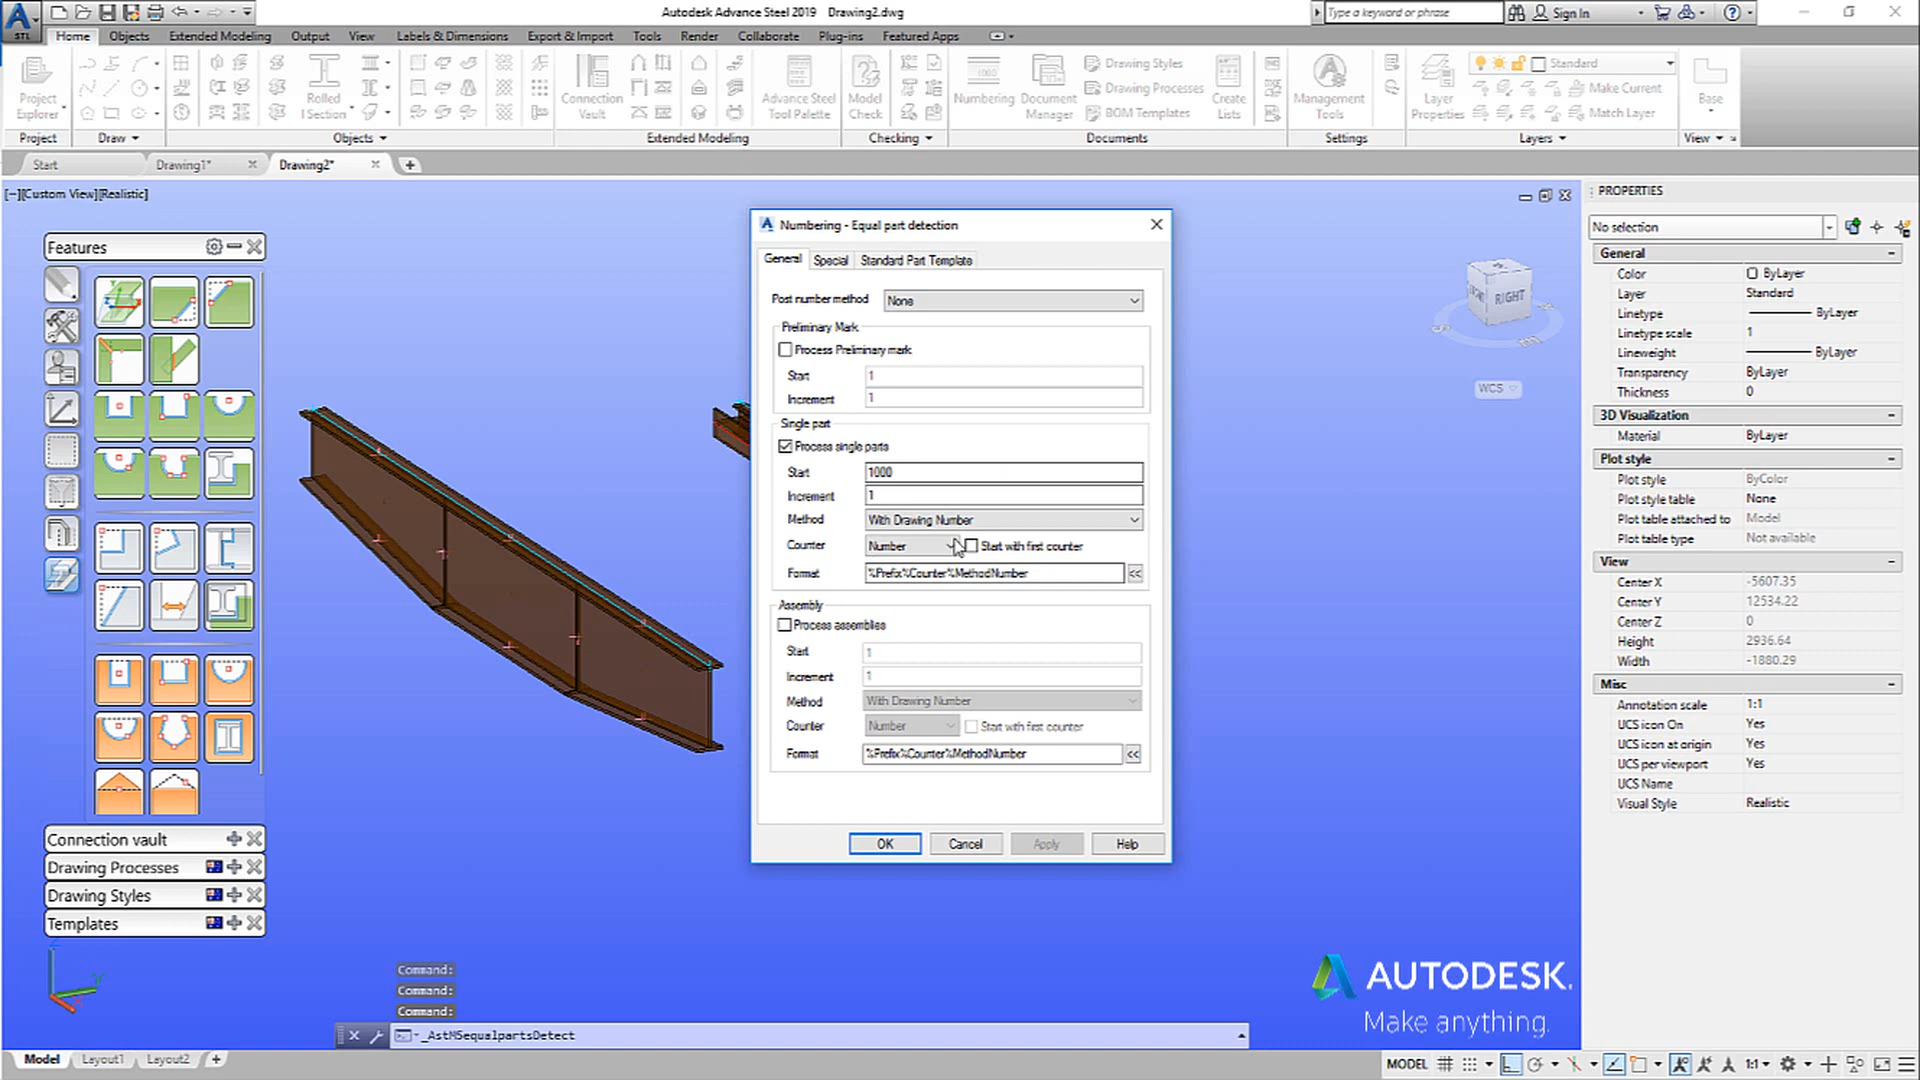 Autodesk Advance Steel 2019 Drawing2.dwg
Type a keyword or phrase
Sign In
STL
Home Objects Extended Modeling Output View Labels & Dimensions Export & Import Tools Render Collaborate Plug-ins Featured Apps
Project Explorer
Rolled I Section
Connection Vault
Advance Steel Tool Palette
Model Check
Numbering
Document Manager
Drawing Styles
Drawing Processes
BOM Templates
Create Lists
Management Tools
Layer Properties
Standard
Make Current
Match Layer
Base
Project Draw Objects Extended Modeling Checking Documents Settings Layers View
Start Drawing1* Drawing2*
[–][Custom View][Realistic]
Features
Connection vault
Drawing Processes
Drawing Styles
Templates
Numbering - Equal part detection
General Special Standard Part Template
Post number method None
Preliminary Mark
Process Preliminary mark
Start 1
Increment 1
Single part
Process single parts
Start 1000
Increment 1
Method With Drawing Number
Counter Number Start with first counter
Format %Prefix%Counter%MethodNumber <<
Assembly
Process assemblies
Start 1
Increment 1
Method With Drawing Number
Counter Number Start with first counter
Format %Prefix%Counter%MethodNumber <<
OK Cancel Apply Help
RIGHT
WCS
PROPERTIES
No selection
General
Color ByLayer
Layer Standard
Linetype ByLayer
Linetype scale 1
Lineweight ByLayer
Transparency ByLayer
Thickness 0
3D Visualization
Material ByLayer
Plot style
Plot style ByColor
Plot style table None
Plot table attached to Model
Plot table type Not available
View
Center X -5607.35
Center Y 12534.22
Center Z 0
Height 2936.64
Width -1880.29
Misc
Annotation scale 1:1
UCS icon On Yes
UCS icon at origin Yes
UCS per viewport Yes
UCS Name
Visual Style Realistic
Command:
Command:
Command:
_AstM5equalpartsDetect
AUTODESK.
Make anything.
Model Layout1 Layout2
MODEL 1:1